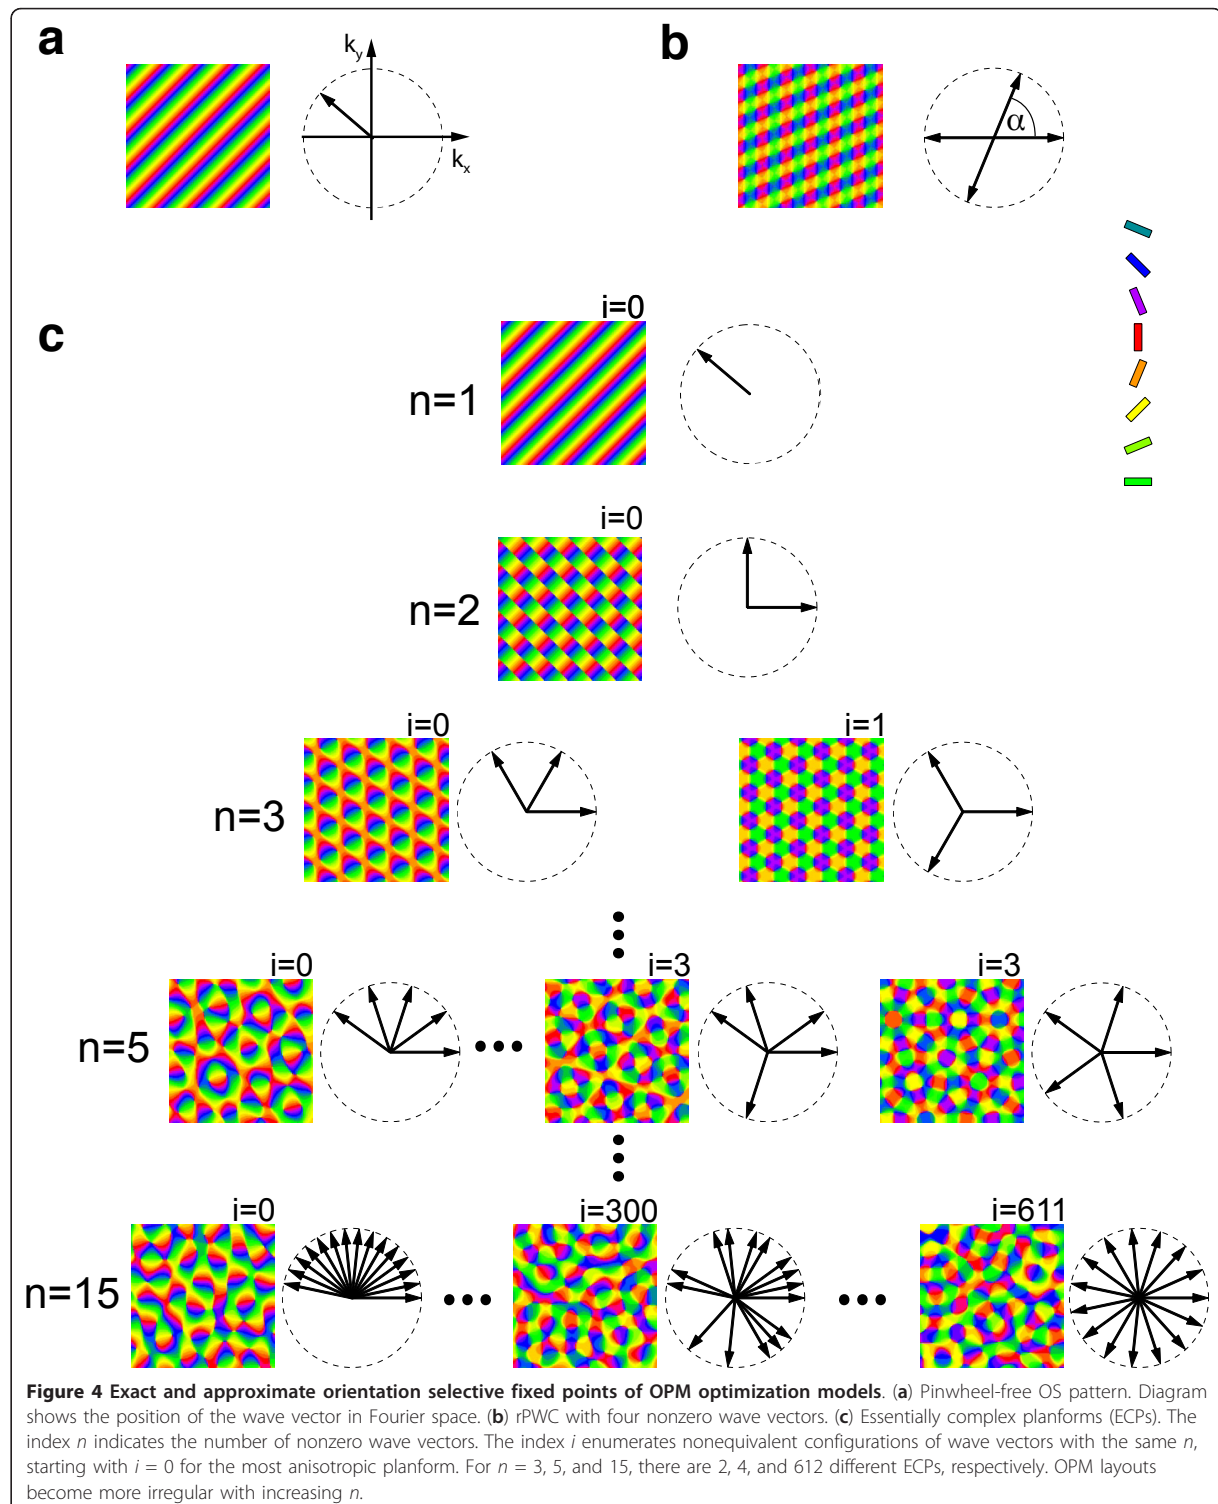 a
k_y
k_x
b
α
c
i=0
n=1
i=0
n=2
i=0
i=1
n=3
i=0
i=3
i=3
n=5
i=0
i=300
i=611
n=15
Figure 4 Exact and approximate orientation selective fixed points of OPM optimization models. (a) Pinwheel-free OS pattern. Diagram
shows the position of the wave vector in Fourier space. (b) rPWC with four nonzero wave vectors. (c) Essentially complex planforms (ECPs). The
index n indicates the number of nonzero wave vectors. The index i enumerates nonequivalent configurations of wave vectors with the same n,
starting with i = 0 for the most anisotropic planform. For n = 3, 5, and 15, there are 2, 4, and 612 different ECPs, respectively. OPM layouts
become more irregular with increasing n.